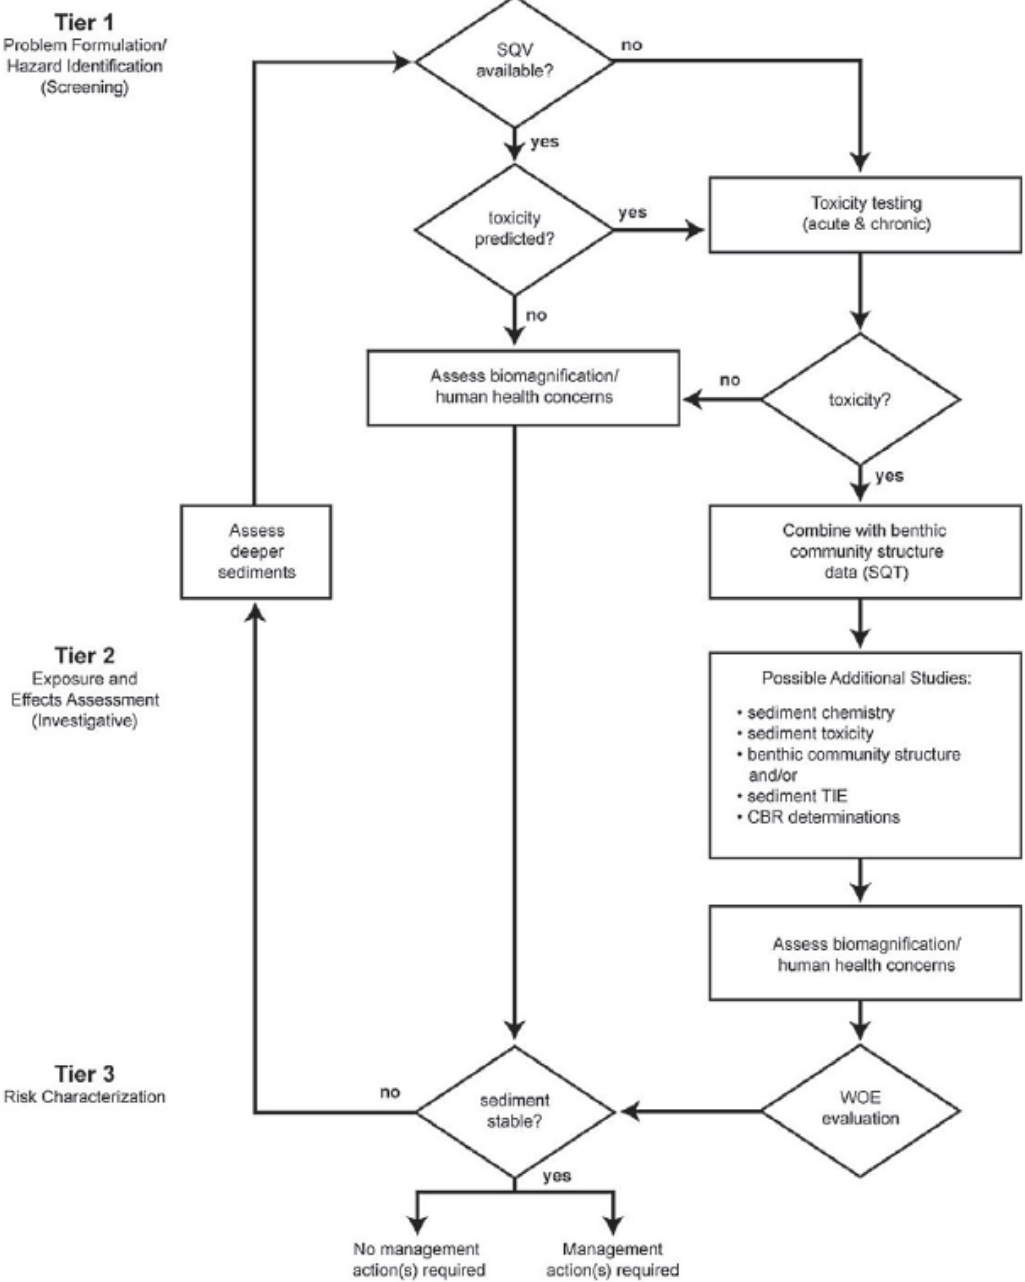 Tier 1
Problem Formulation/
Hazard Identification
(Screening)
SQV
available?
no
yes
toxicity
predicted?
yes
Toxicity testing
(acute & chronic)
no
Assess biomagnification/
human health concerns
no
toxicity?
yes
Assess
deeper
sediments
Combine with benthic
community structure
data (SQT)
Tier 2
Exposure and
Effects Assessment
(Investigative)
Possible Additional Studies:
• sediment chemistry
• sediment toxicity
• benthic community structure
and/or
• sediment TIE
• CBR determinations
Assess biomagnification/
human health concerns
Tier 3
Risk Characterization
no
sediment
stable?
WOE
evaluation
yes
No management
action(s) required
Management
action(s) required